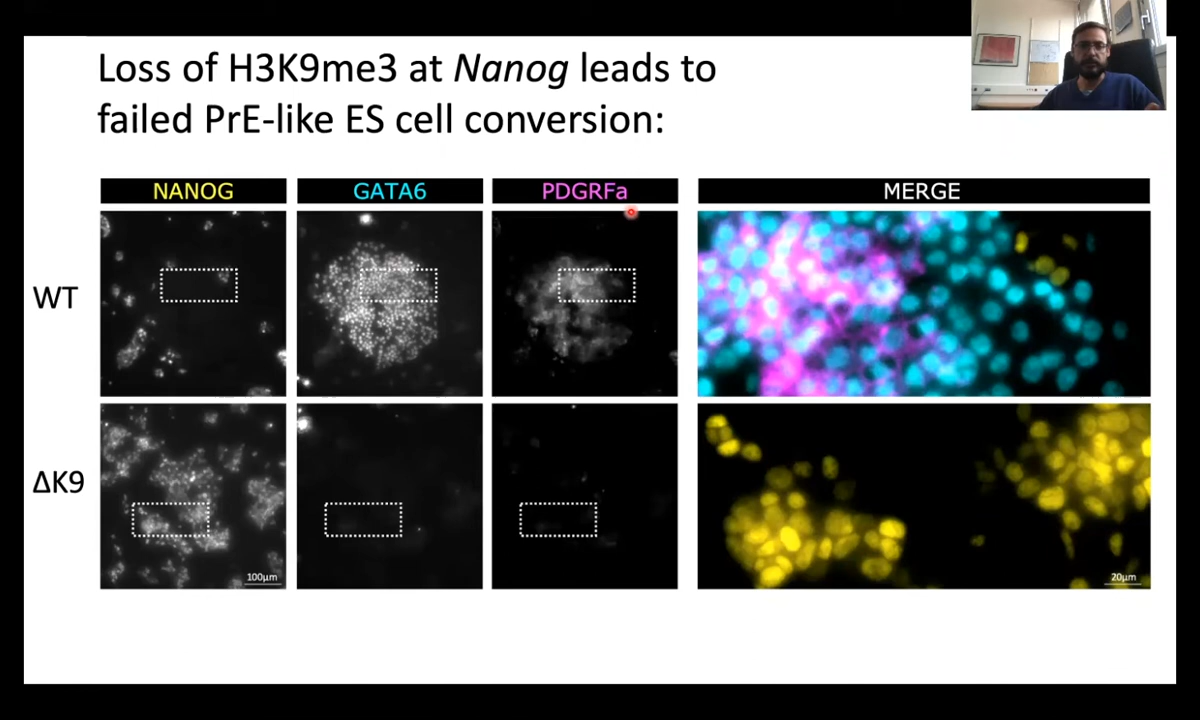 Loss of H3K9me3 at Nanog leads to
failed PrE-like ES cell conversion:
NANOG
GATA6
PDGRFa
MERGE
WT
ΔK9
100µm
20µm